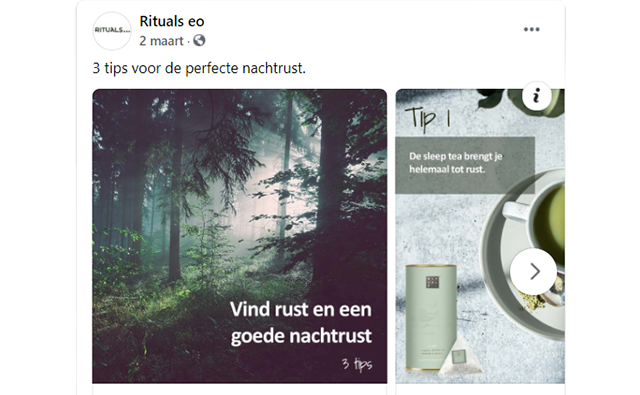 RITUALS...
Rituals eo
2 maart ·
3 tips voor de perfecte nachtrust.
Vind rust en een
goede nachtrust
3 tips
Tip 1
De sleep tea brengt je
helemaal tot rust.